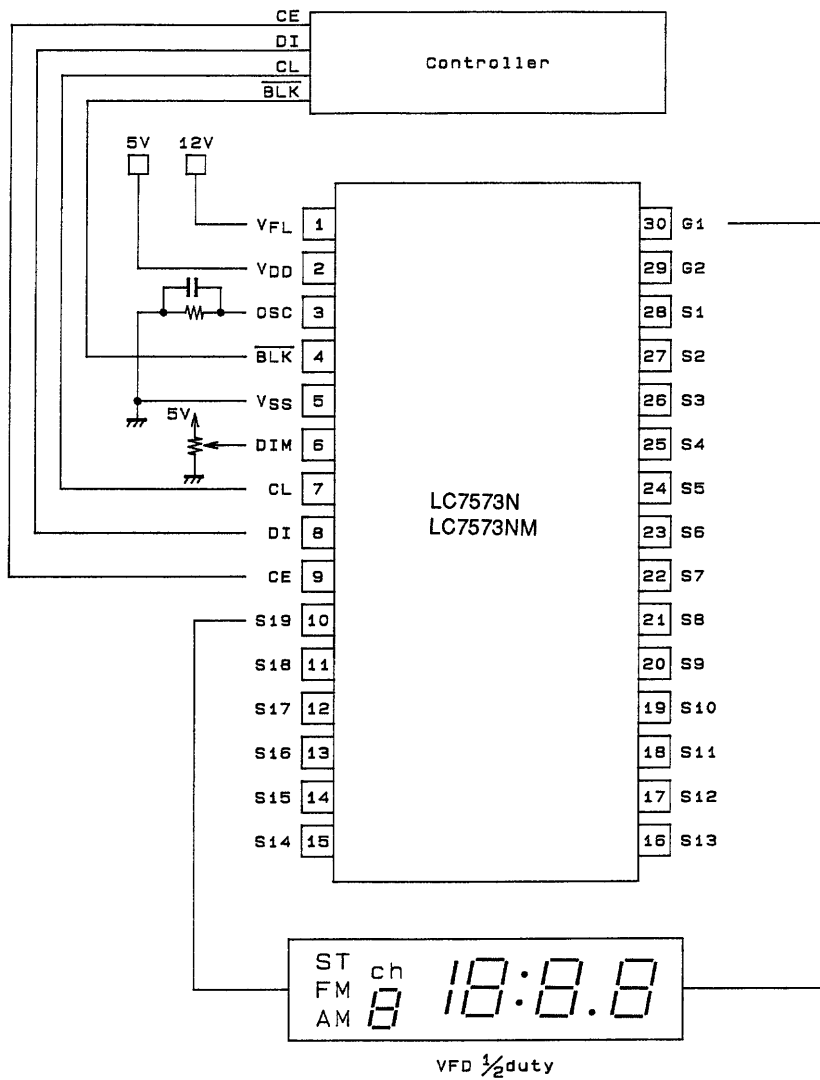 CE
DI
CL
BLK
Controller
5V 12V
VFL 1
VDD 2
OSC 3
BLK 4
VSS 5
5V
DIM 6
CL 7
DI 8
CE 9
S19 10
S18 11
S17 12
S16 13
S15 14
S14 15
LC7573N
LC7573NM
30 G1
29 G2
28 S1
27 S2
26 S3
25 S4
24 S5
23 S6
22 S7
21 S8
20 S9
19 S10
18 S11
17 S12
16 S13
ST
FM
AM
ch
8
18:8.8
VFD 1/2duty